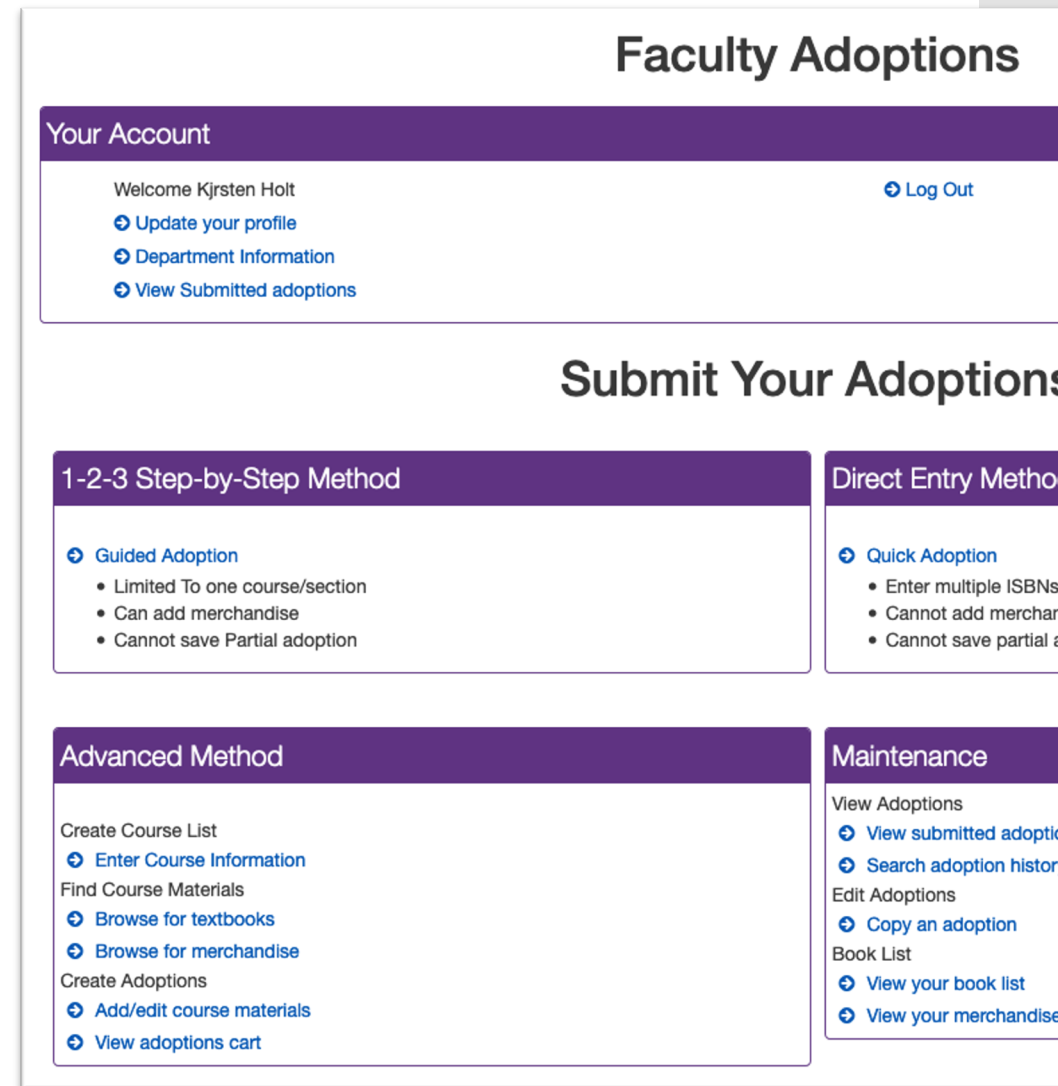 Faculty Adoptions
Your Account
Welcome Kjrsten Holt
Log Out
Update your profile
Department Information
View Submitted adoptions
Submit Your Adoptions
1-2-3 Step-by-Step Method
Guided Adoption
• Limited To one course/section
• Can add merchandise
• Cannot save Partial adoption
Direct Entry
Quick Adoption
• Enter multiple ISBNs
• Cannot add
• Cannot save partial
Advanced Method
Create Course List
Enter Course Information
Find Course Materials
Browse for textbooks
Browse for merchandise
Create Adoptions
Add/edit course materials
View adoptions cart
Maintenance
View Adoptions
View submitted
Search adoption
Edit Adoptions
Copy an adoption
Book List
View your book list
View your merchandise